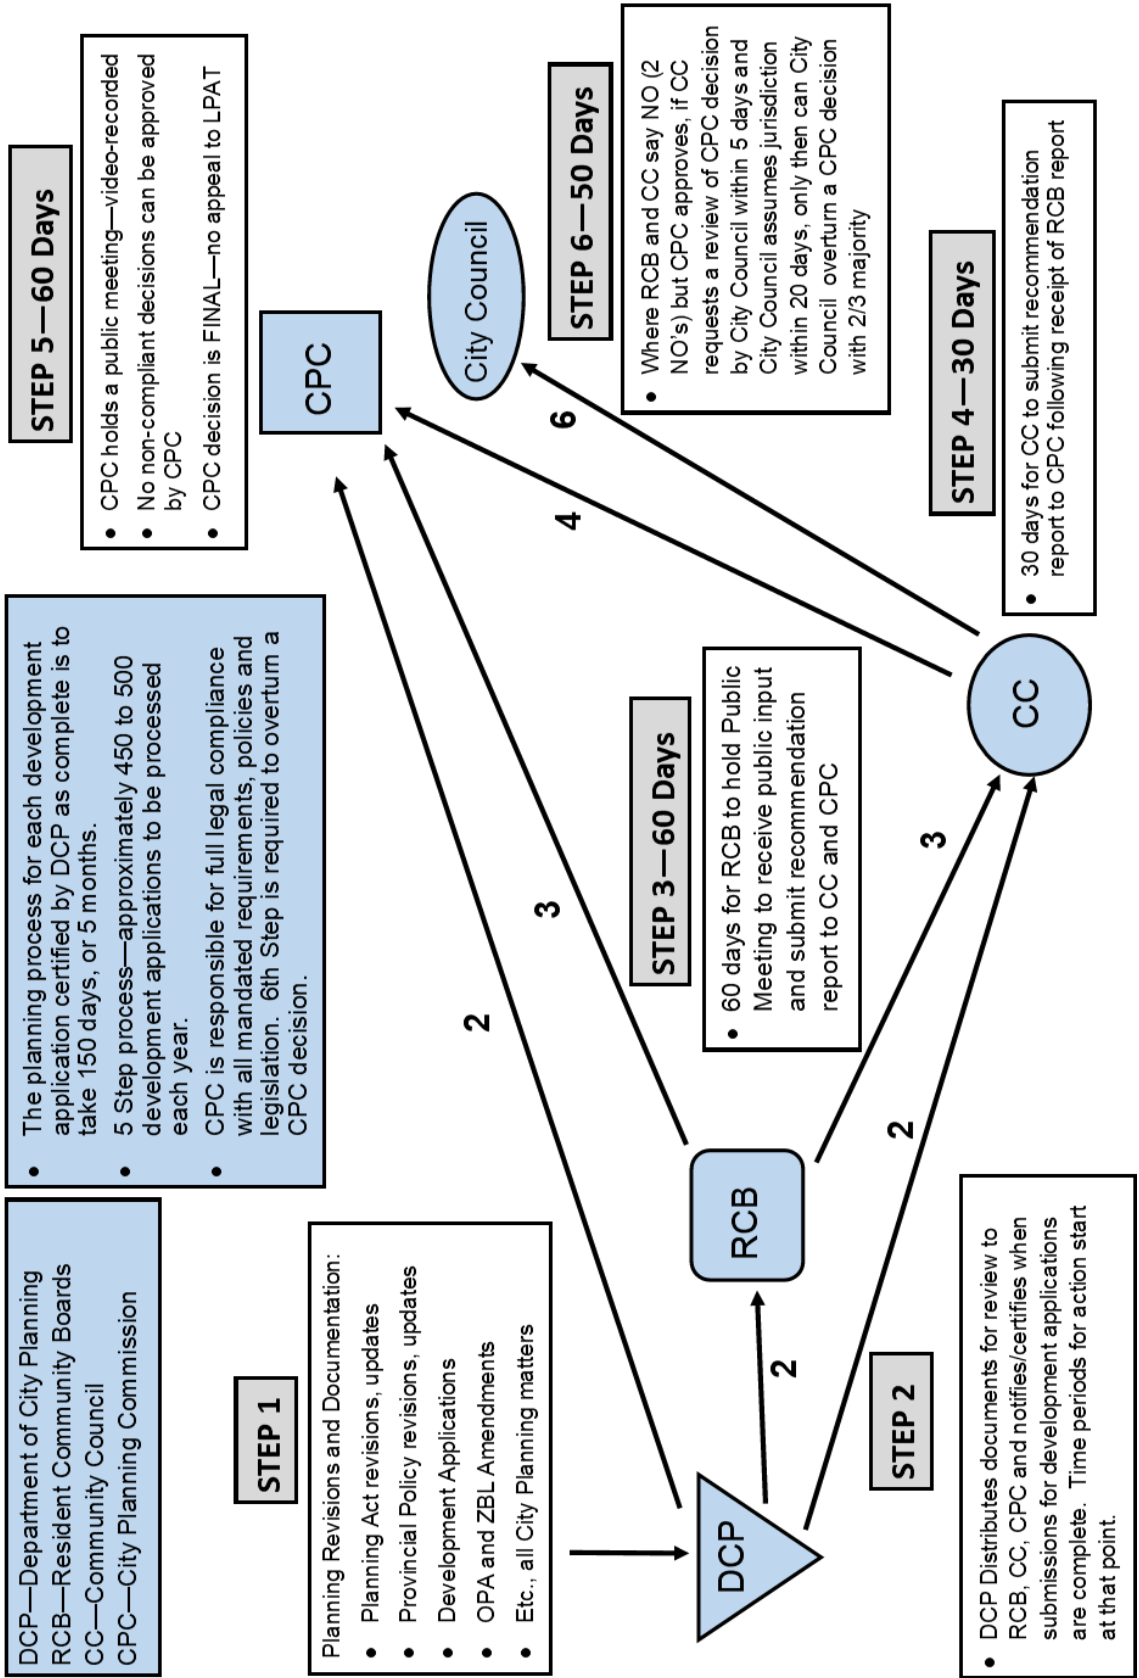 DCP—Department of City Planning
RCB—Resident Community Boards
CC—Community Council
CPC—City Planning Commission
• The planning process for each development
application certified by DCP as complete is to
take 150 days, or 5 months.
• 5 Step process—approximately 450 to 500
development applications to be processed
each year.
• CPC is responsible for full legal compliance
with all mandated requirements, policies and
legislation. 6th Step is required to overturn a
CPC decision.
STEP 5—60 Days
• CPC holds a public meeting—video-recorded
• No non-compliant decisions can be approved
by CPC
• CPC decision is FINAL—no appeal to LPAT
STEP 1
Planning Revisions and Documentation:
• Planning Act revisions, updates
• Provincial Policy revisions, updates
• Development Applications
• OPA and ZBL Amendments
• Etc., all City Planning matters
CPC
City Council
2
3
4
6
STEP 6—50 Days
• Where RCB and CC say NO (2
NO's) but CPC approves, if CC
requests a review of CPC decision
by City Council within 5 days and
City Council assumes jurisdiction
within 20 days, only then can City
Council overturn a CPC decision
with 2/3 majority
STEP 3—60 Days
• 60 days for RCB to hold Public
Meeting to receive public input
and submit recommendation
report to CC and CPC
DCP
2
RCB
2
3
CC
STEP 2
• DCP Distributes documents for review to
RCB, CC, CPC and notifies/certifies when
submissions for development applications
are complete. Time periods for action start
at that point.
STEP 4—30 Days
• 30 days for CC to submit recommendation
report to CPC following receipt of RCB report